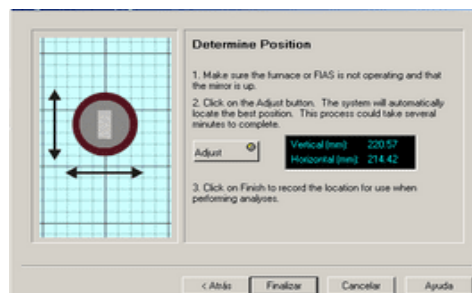 Determine Position
1. Make sure the furnace or FIAS is not operating and that
the mirror is up.
2. Click on the Adjust button. The system will automatically
locate the best position. This process could take several
minutes to complete.
Adjust
Vertical (mm): 220.57
Horizontal (mm): 214.42
3. Click on Finish to record the location for use when
performing analyses.
< Atrás Finalizar Cancelar Ayuda